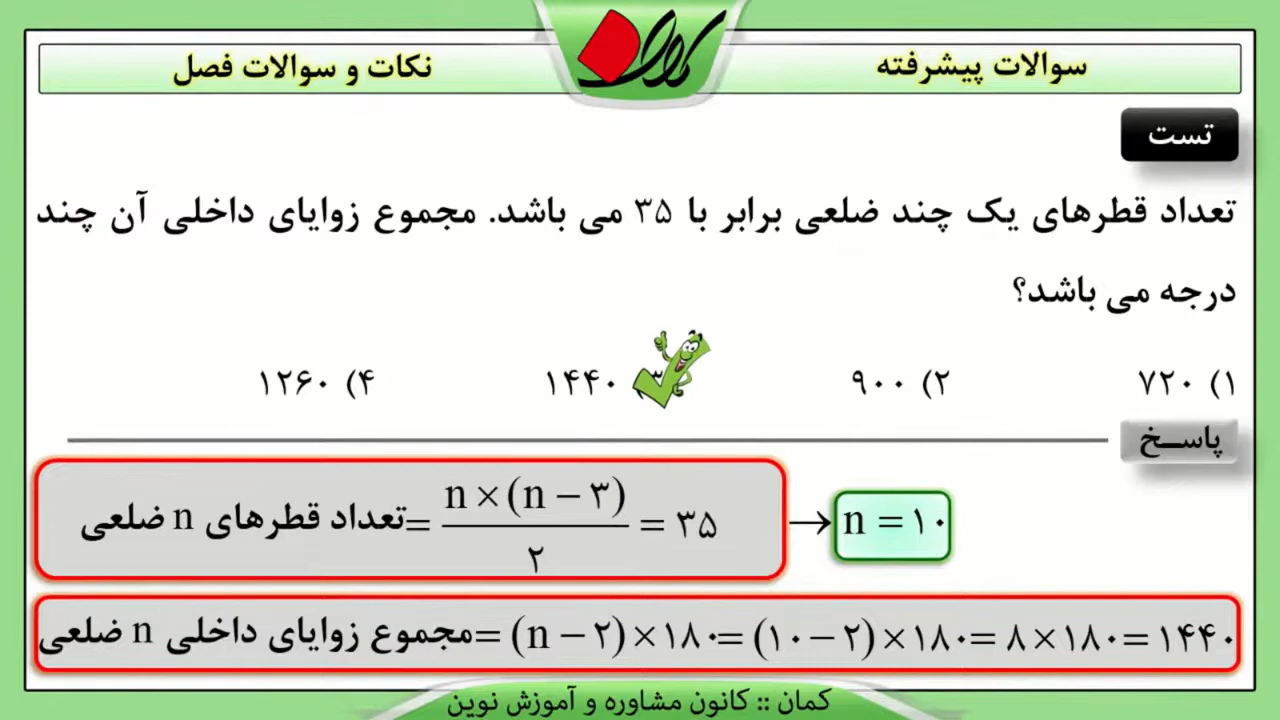 سوالات پیشرفته
نکات و سوالات فصل
تست
تعداد قطرهای یک چند ضلعی برابر با ۳۵ می باشد. مجموع زوایای داخلی آن چند
درجه می باشد؟
۱) ۷۲۰ ۲) ۹۰۰ ۳) ۱۴۴۰ ۴) ۱۲۶۰
پاســخ
تعداد قطرهای n ضلعی = n × (n − ۳) / ۲ = ۳۵ → n = ۱۰
مجموع زوایای داخلی n ضلعی = (n − ۲) × ۱۸۰ = (۱۰ − ۲) × ۱۸۰ = ۸ × ۱۸۰ = ۱۴۴۰
کمان :: کانون مشاوره و آموزش نوین